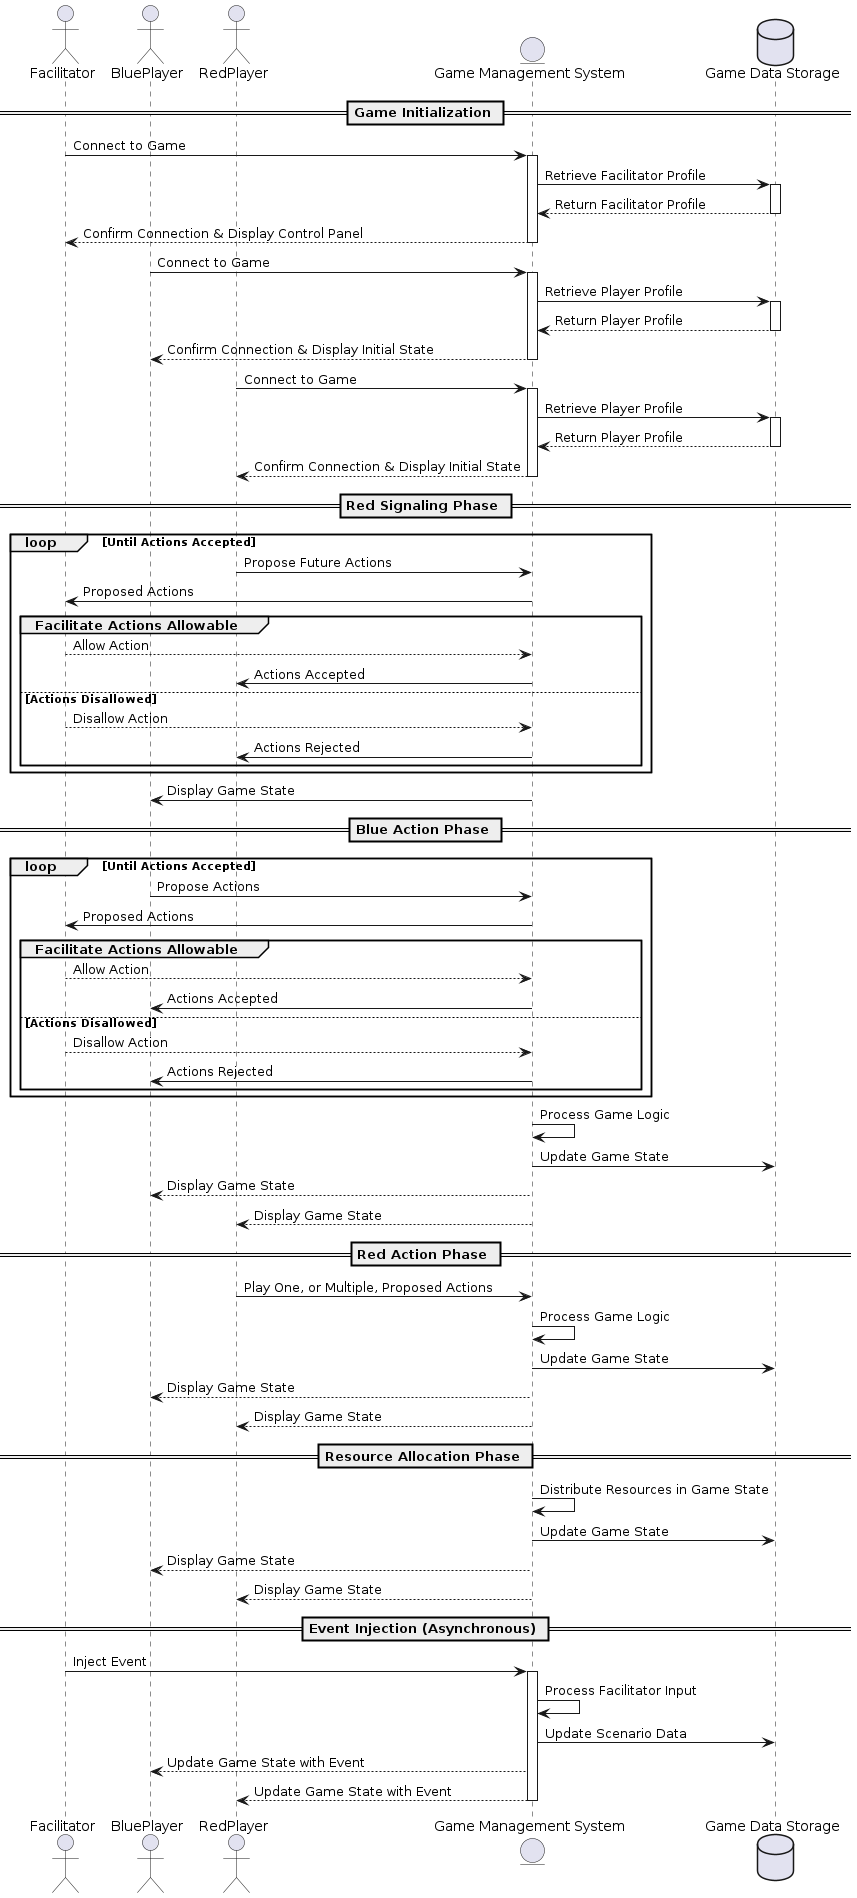 Facilitator
BluePlayer
RedPlayer
Game Management System
Game Data Storage
Game Initialization
Connect to Game
Retrieve Facilitator Profile
Return Facilitator Profile
Confirm Connection & Display Control Panel
Connect to Game
Retrieve Player Profile
Return Player Profile
Confirm Connection & Display Initial State
Connect to Game
Retrieve Player Profile
Return Player Profile
Confirm Connection & Display Initial State
Red Signaling Phase
loop
[Until Actions Accepted]
Propose Future Actions
Proposed Actions
Facilitate Actions Allowable
Allow Action
Actions Accepted
[Actions Disallowed]
Disallow Action
Actions Rejected
Display Game State
Blue Action Phase
loop
[Until Actions Accepted]
Propose Actions
Proposed Actions
Facilitate Actions Allowable
Allow Action
Actions Accepted
[Actions Disallowed]
Disallow Action
Actions Rejected
Process Game Logic
Update Game State
Display Game State
Display Game State
Red Action Phase
Play One, or Multiple, Proposed Actions
Process Game Logic
Update Game State
Display Game State
Display Game State
Resource Allocation Phase
Distribute Resources in Game State
Update Game State
Display Game State
Display Game State
Event Injection (Asynchronous)
Inject Event
Process Facilitator Input
Update Scenario Data
Update Game State with Event
Update Game State with Event
Facilitator
BluePlayer
RedPlayer
Game Management System
Game Data Storage